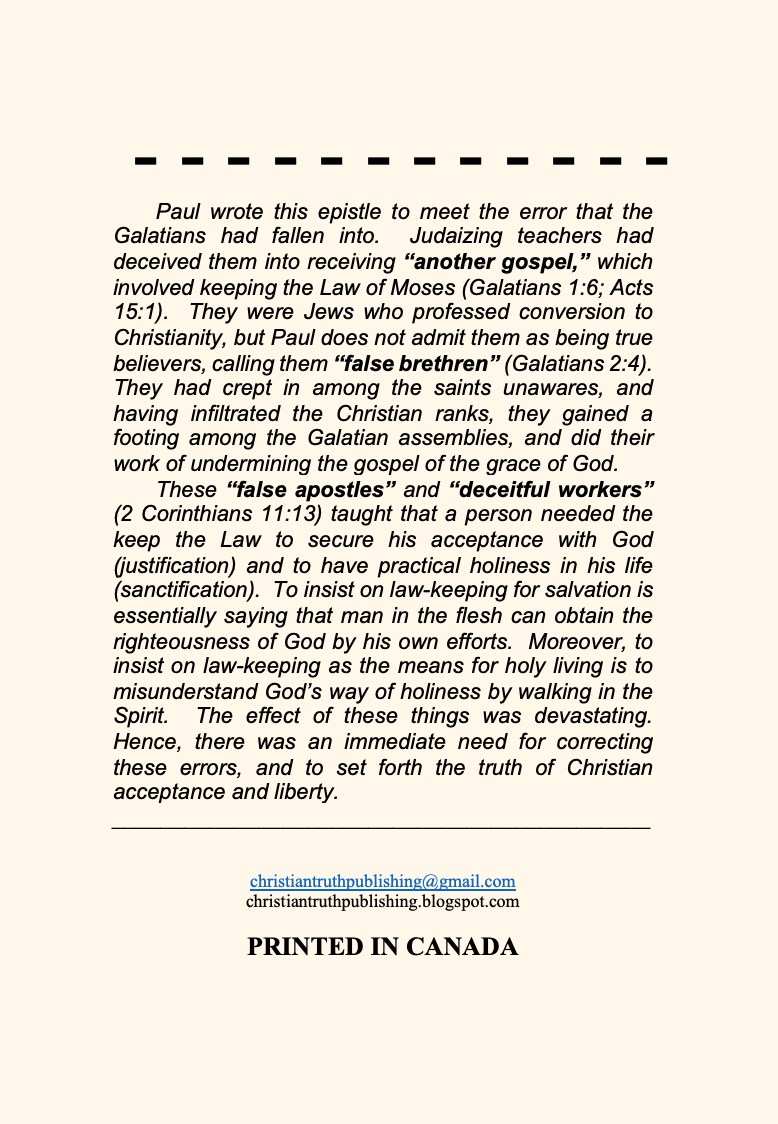 Paul wrote this epistle to meet the error that the
Galatians had fallen into. Judaizing teachers had
deceived them into receiving “another gospel,” which
involved keeping the Law of Moses (Galatians 1:6; Acts
15:1). They were Jews who professed conversion to
Christianity, but Paul does not admit them as being true
believers, calling them “false brethren” (Galatians 2:4).
They had crept in among the saints unawares, and
having infiltrated the Christian ranks, they gained a
footing among the Galatian assemblies, and did their
work of undermining the gospel of the grace of God.
These “false apostles” and “deceitful workers”
(2 Corinthians 11:13) taught that a person needed the
keep the Law to secure his acceptance with God
(justification) and to have practical holiness in his life
(sanctification). To insist on law-keeping for salvation is
essentially saying that man in the flesh can obtain the
righteousness of God by his own efforts. Moreover, to
insist on law-keeping as the means for holy living is to
misunderstand God’s way of holiness by walking in the
Spirit. The effect of these things was devastating.
Hence, there was an immediate need for correcting
these errors, and to set forth the truth of Christian
acceptance and liberty.
christiantruthpublishing@gmail.com
christiantruthpublishing.blogspot.com
PRINTED IN CANADA